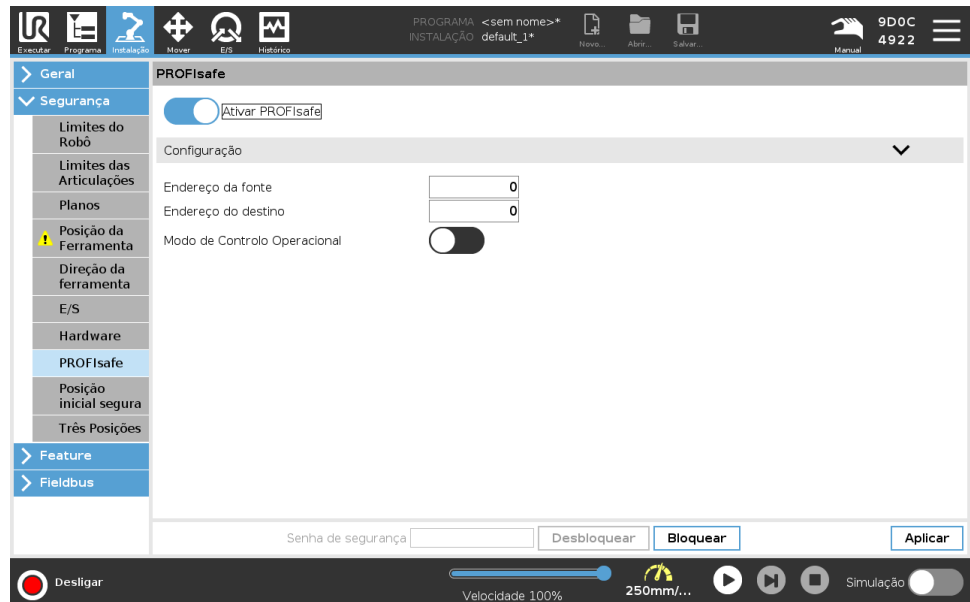 PROGRAMA <sem nome>*
INSTALAÇÃO default_1*
UR
Executar
Programa
Instalação
Mover
E/S
Histórico
Novo...
Abrir...
Salvar...
Manual
9D0C
4922
Geral
Segurança
Limites do
Robô
Limites das
Articulações
Planos
Posição da
Ferramenta
Direção da
ferramenta
E/S
Hardware
PROFIsafe
Posição
inicial segura
Três Posições
Feature
Fieldbus
PROFIsafe
Ativar PROFIsafe
Configuração
Endereço da fonte 0
Endereço do destino 0
Modo de Controlo Operacional
Senha de segurança Desbloquear Bloquear Aplicar
Desligar
Velocidade 100%
250mm/...
Simulação